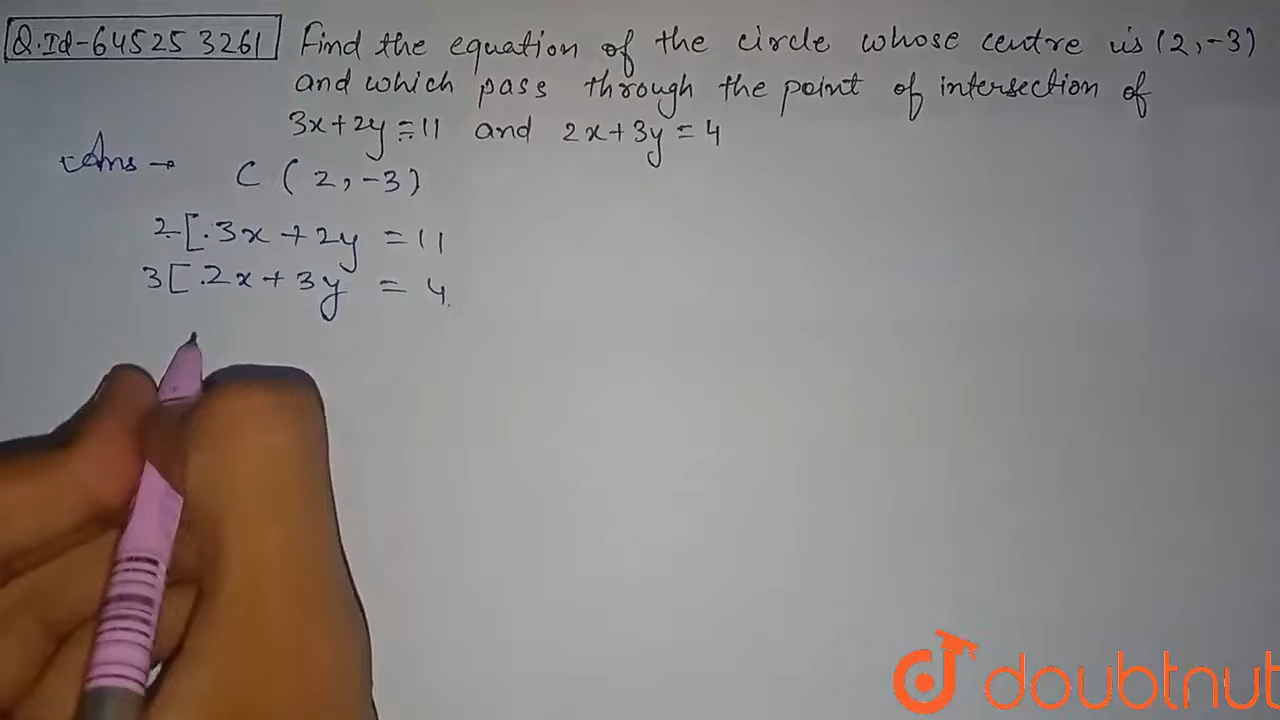 Q.Id-645253261 Find the equation of the circle whose centre is (2,-3)
and which pass through the point of intersection of
3x+2y=11 and 2x+3y=4
Ans→ C (2,-3)
2[3x+2y = 11
3[2x+3y = 4
doubtnut